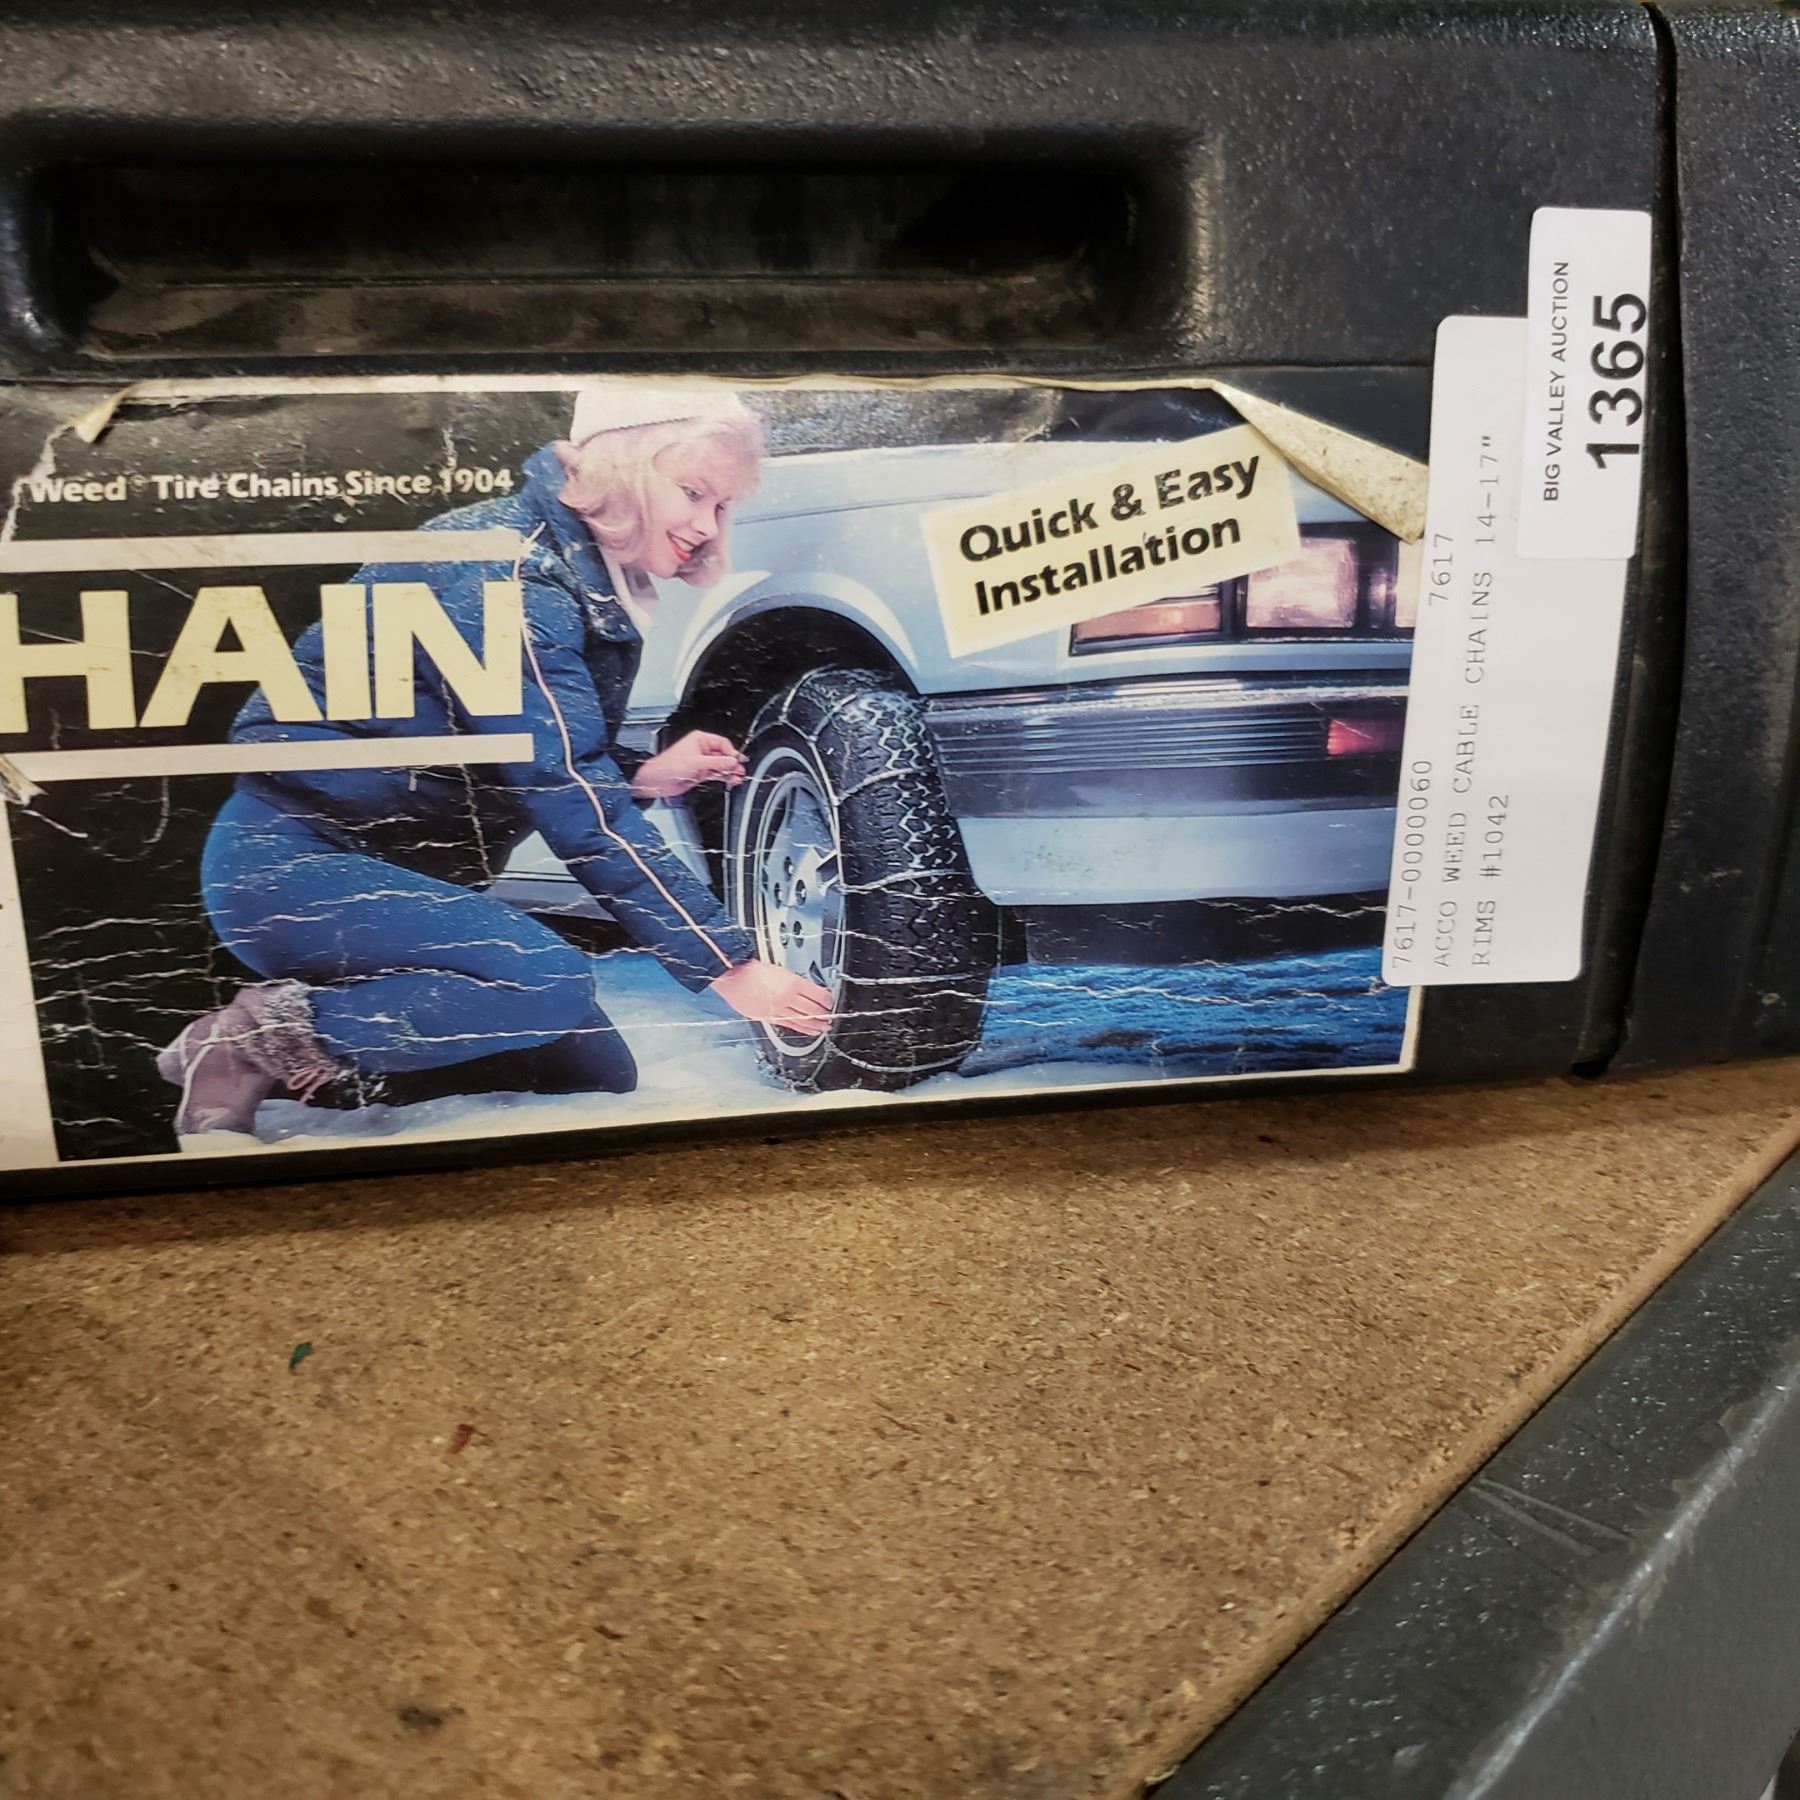 Weed® Tire Chains Since 1904
HAIN
Quick & Easy
Installation
7617-0000060 7617
ACCO WEED CABLE CHAINS 14-17"
RIMS #1042
BIG VALLEY AUCTION
1365